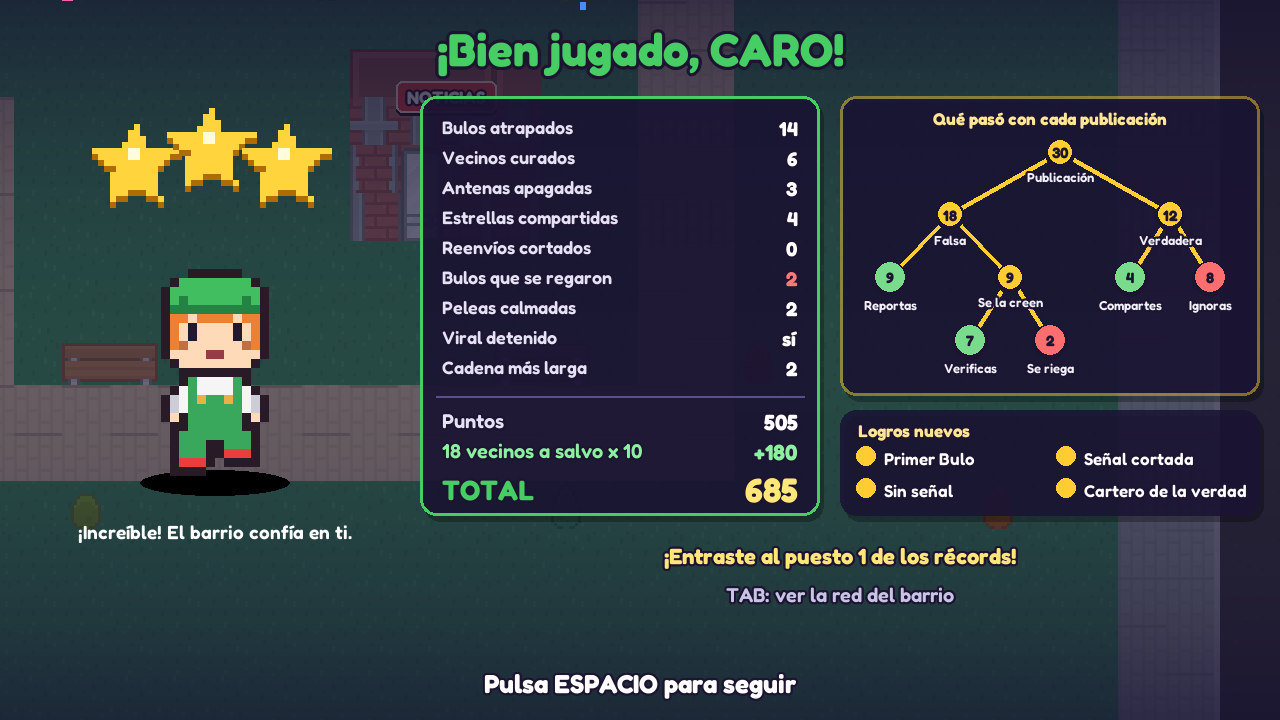 ¡Bien jugado, CARO!
NOTICIAS
Bulos atrapados 14
Vecinos curados 6
Antenas apagadas 3
Estrellas compartidas 4
Reenvíos cortados 0
Bulos que se regaron 2
Peleas calmadas 2
Viral detenido sí
Cadena más larga 2
Puntos 505
18 vecinos a salvo x 10 +180
TOTAL 685
Qué pasó con cada publicación
30
Publicación
18 12
Falsa Verdadera
9 9 4 8
Reportas Se la creen Compartes Ignoras
7 2
Verificas Se riega
Logros nuevos
Primer Bulo Señal cortada
Sin señal Cartero de la verdad
¡Increíble! El barrio confía en ti.
¡Entraste al puesto 1 de los récords!
TAB: ver la red del barrio
Pulsa ESPACIO para seguir